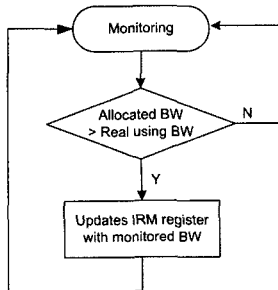 Monitoring
Allocated BW
> Real using BW
N
Y
Updates IRM register
with monitored BW